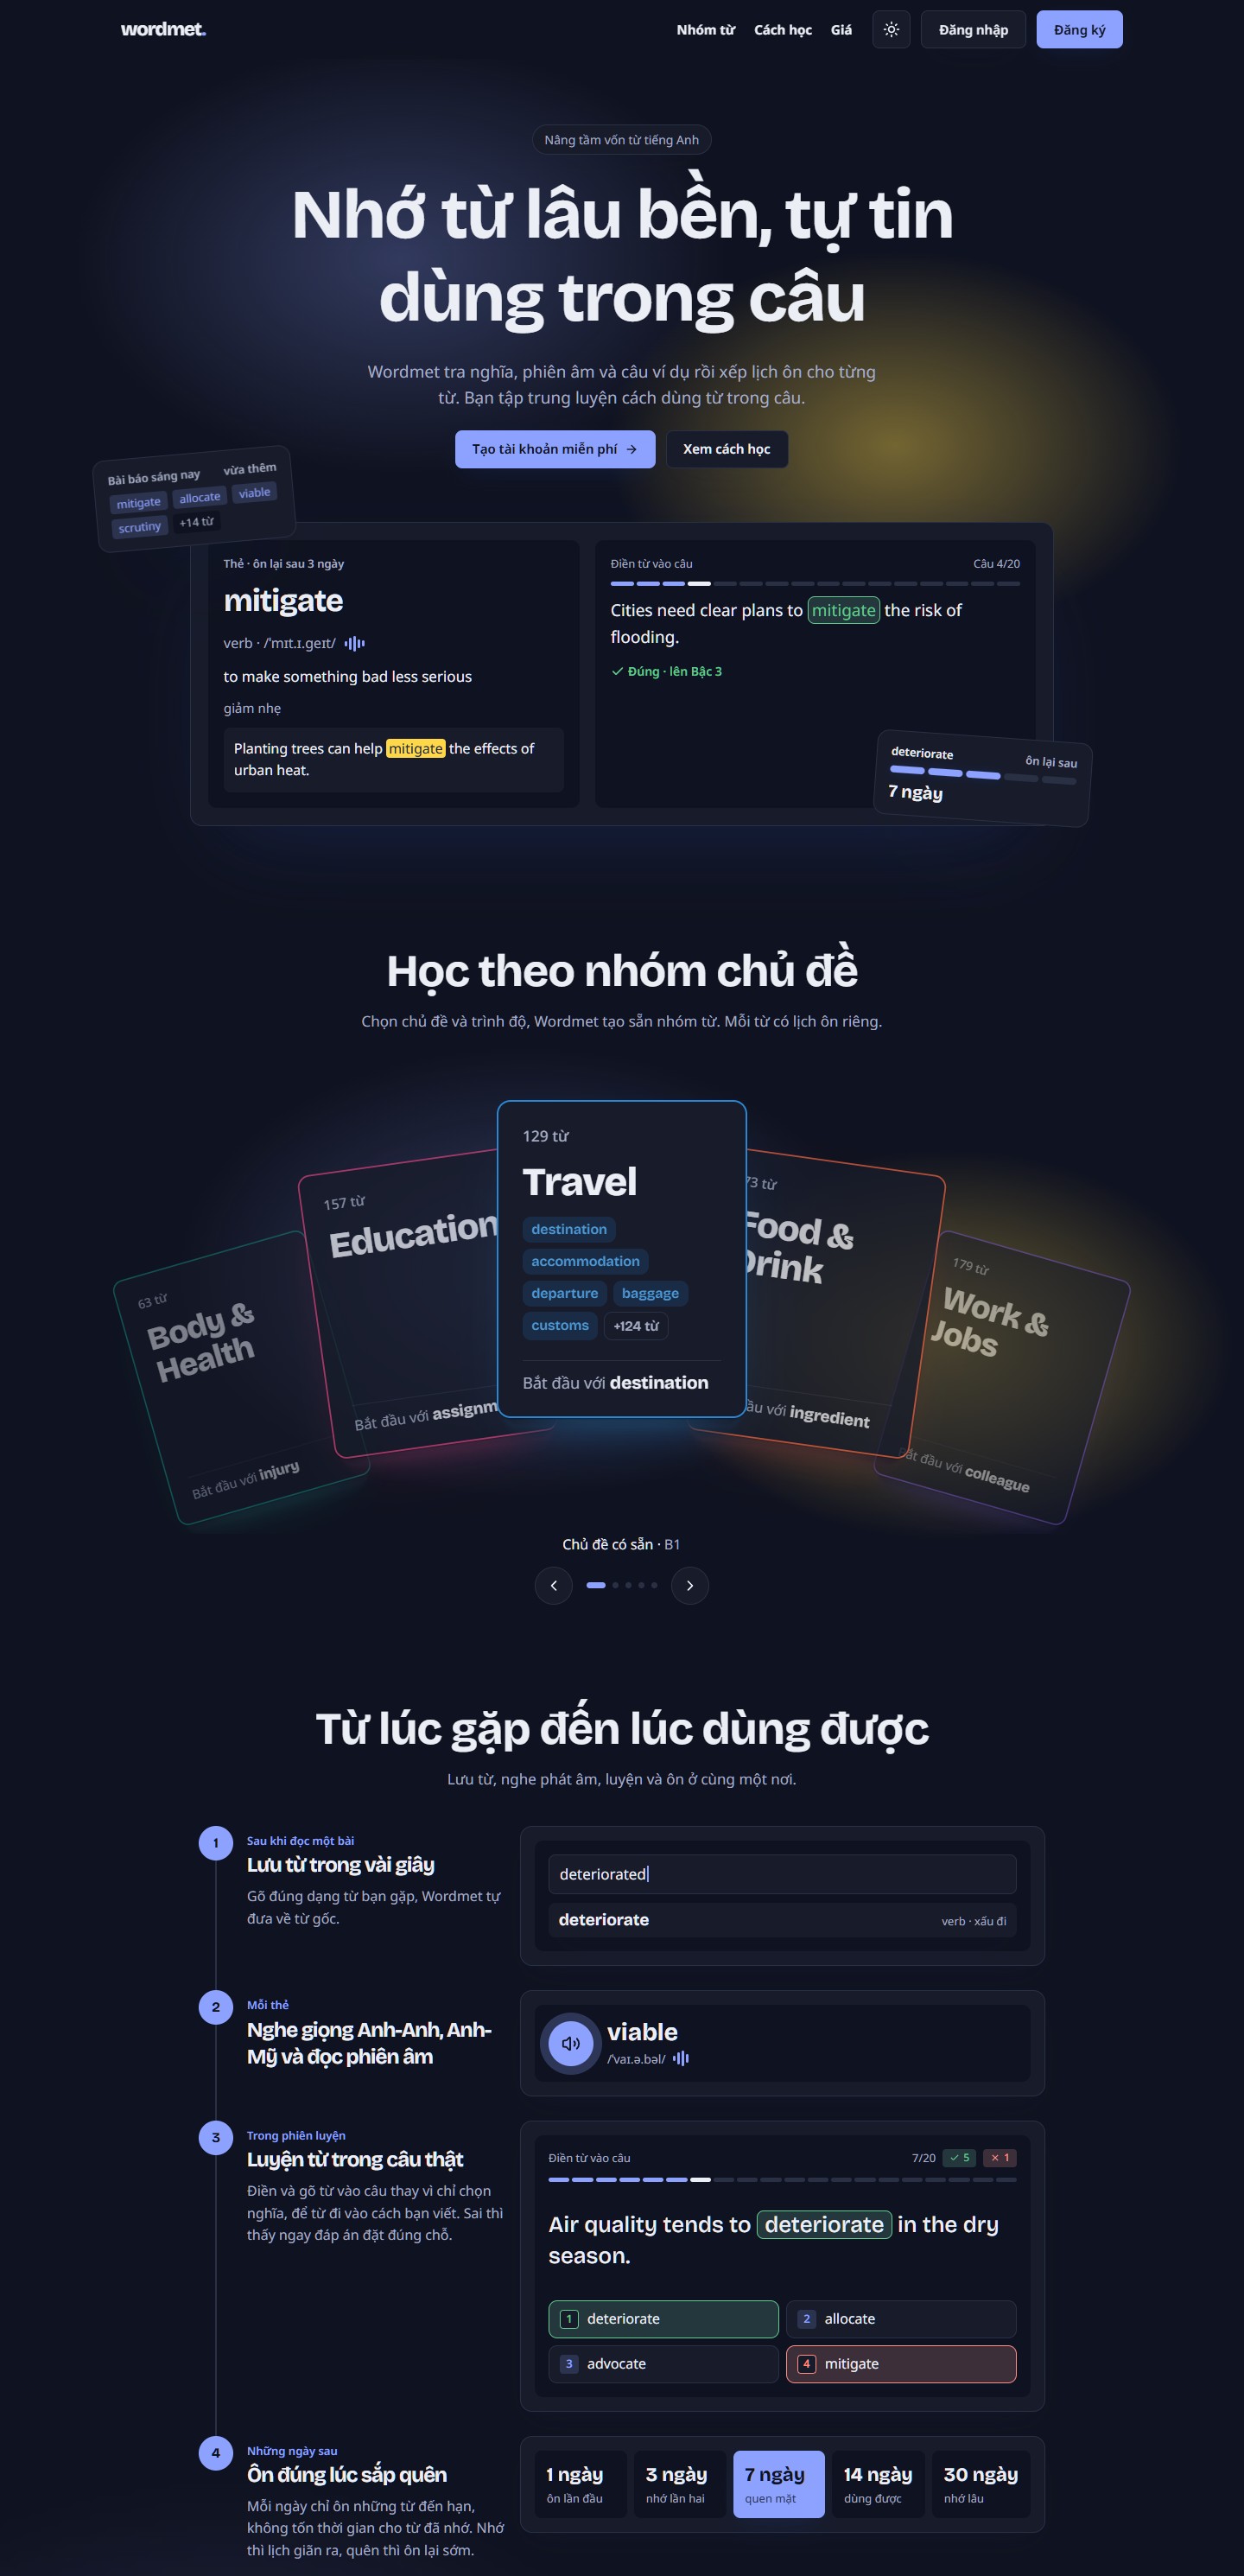 wordmet.
Nhóm từ
Cách học
Giá
Đăng nhập
Đăng ký
Nâng tầm vốn từ tiếng Anh
Nhớ từ lâu bền, tự tin
dùng trong câu
Wordmet tra nghĩa, phiên âm và câu ví dụ rồi xếp lịch ôn cho từng
từ. Bạn tập trung luyện cách dùng từ trong câu.
Tạo tài khoản miễn phí
Xem cách học
Bài báo sáng nay
vừa thêm
mitigate
allocate
viable
scrutiny
+14 từ
Thẻ · ôn lại sau 3 ngày
mitigate
verb · /ˈmɪt.ɪ.ɡeɪt/
to make something bad less serious
giảm nhẹ
Planting trees can help mitigate the effects of
urban heat.
Điền từ vào câu
Câu 4/20
Cities need clear plans to mitigate the risk of
flooding.
Đúng · lên Bậc 3
deteriorate
ôn lại sau
7 ngày
Học theo nhóm chủ đề
Chọn chủ đề và trình độ, Wordmet tạo sẵn nhóm từ. Mỗi từ có lịch ôn riêng.
63 từ
Body &
Health
Bắt đầu với injury
157 từ
Education
Bắt đầu với
129 từ
Travel
destination
accommodation
departure
baggage
customs
+124 từ
Bắt đầu với destination
73 từ
Food &
Drink
với ingredient
179 từ
Work &
Jobs
Bắt đầu với colleague
Chủ đề có sẵn · B1
Từ lúc gặp đến lúc dùng được
Lưu từ, nghe phát âm, luyện và ôn ở cùng một nơi.
1
Sau khi đọc một bài
Lưu từ trong vài giây
Gõ đúng dạng từ bạn gặp, Wordmet tự
đưa về từ gốc.
deteriorated
deteriorate
verb · xấu đi
2
Mỗi thẻ
Nghe giọng Anh-Anh, Anh-
Mỹ và đọc phiên âm
viable
/ˈvaɪ.ə.bəl/
3
Trong phiên luyện
Luyện từ trong câu thật
Điền và gõ từ vào câu thay vì chỉ chọn
nghĩa, để từ đi vào cách bạn viết. Sai thì
thấy ngay đáp án đặt đúng chỗ.
Điền từ vào câu
7/20
5
1
Air quality tends to deteriorate in the dry
season.
1 deteriorate
2 allocate
3 advocate
4 mitigate
4
Những ngày sau
Ôn đúng lúc sắp quên
Mỗi ngày chỉ ôn những từ đến hạn,
không tốn thời gian cho từ đã nhớ. Nhớ
thì lịch giãn ra, quên thì ôn lại sớm.
1 ngày
ôn lần đầu
3 ngày
nhớ lần hai
7 ngày
quen mặt
14 ngày
dùng được
30 ngày
nhớ lâu